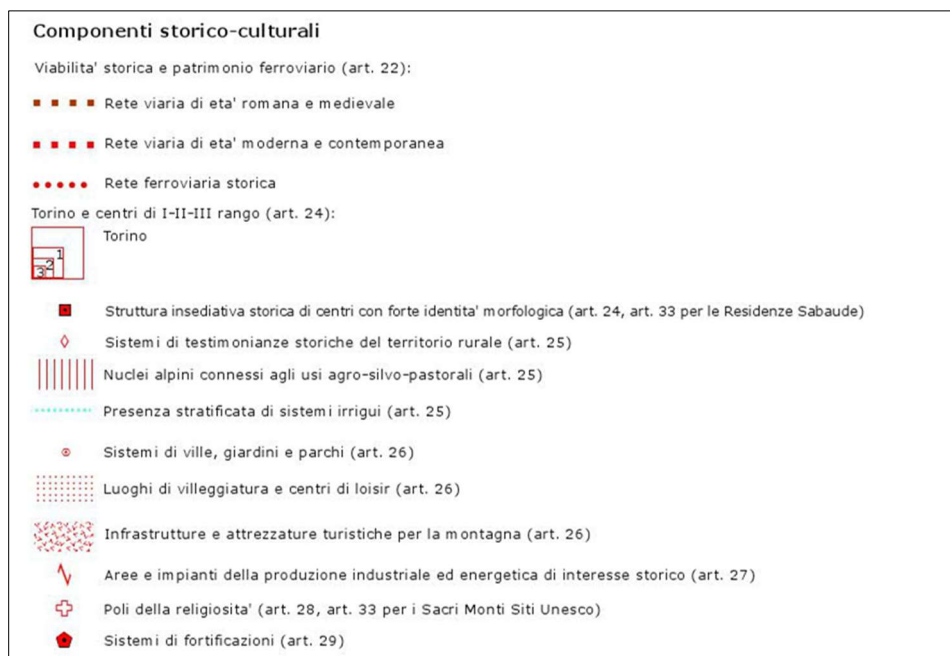 Componenti storico-culturali
Viabilita' storica e patrimonio ferroviario (art. 22):
Rete viaria di eta' romana e medievale
Rete viaria di eta' moderna e contemporanea
Rete ferroviaria storica
Torino e centri di I-II-III rango (art. 24):
Torino
1
2
3
Struttura insediativa storica di centri con forte identita' morfologica (art. 24, art. 33 per le Residenze Sabaude)
Sistemi di testimonianze storiche del territorio rurale (art. 25)
Nuclei alpini connessi agli usi agro-silvo-pastorali (art. 25)
Presenza stratificata di sistemi irrigui (art. 25)
Sistemi di ville, giardini e parchi (art. 26)
Luoghi di villeggiatura e centri di loisir (art. 26)
Infrastrutture e attrezzature turistiche per la montagna (art. 26)
Aree e impianti della produzione industriale ed energetica di interesse storico (art. 27)
Poli della religiosita' (art. 28, art. 33 per i Sacri Monti Siti Unesco)
Sistemi di fortificazioni (art. 29)